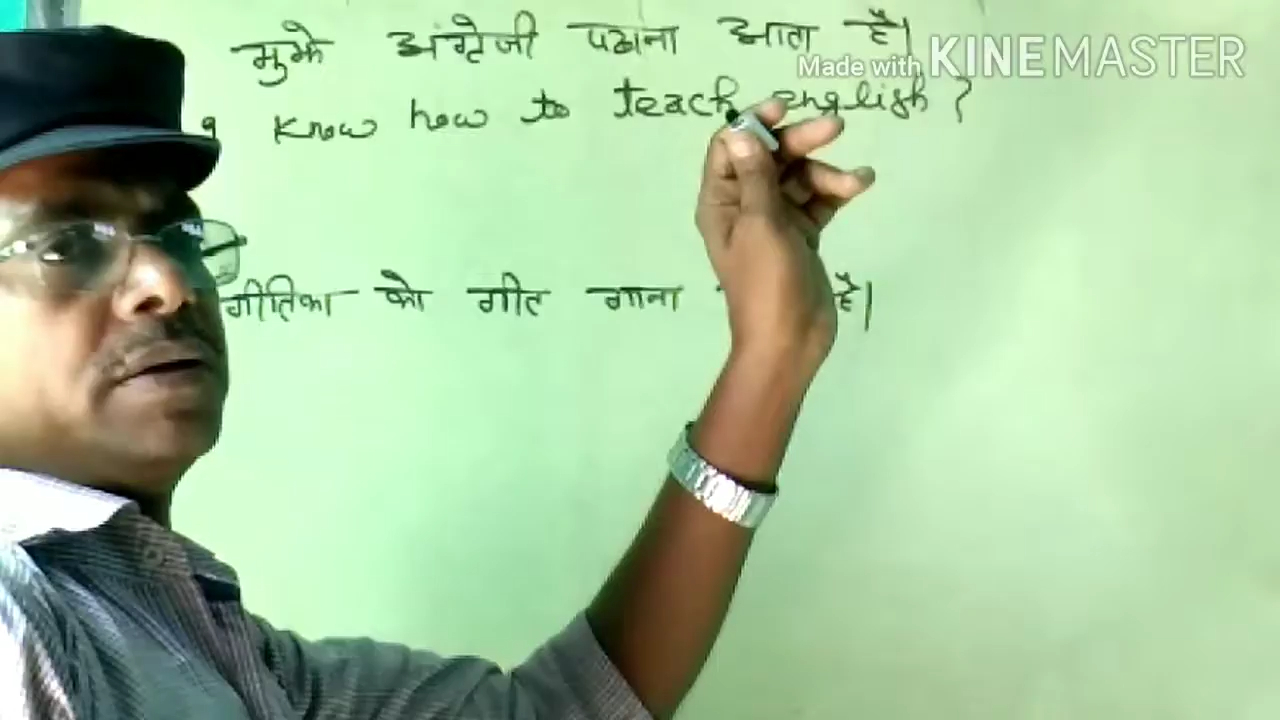 मुझे अंग्रेजी पढाना आता है।
Made with KINEMASTER
I know how to teach english ?
गीतिका को गीत गाना है।